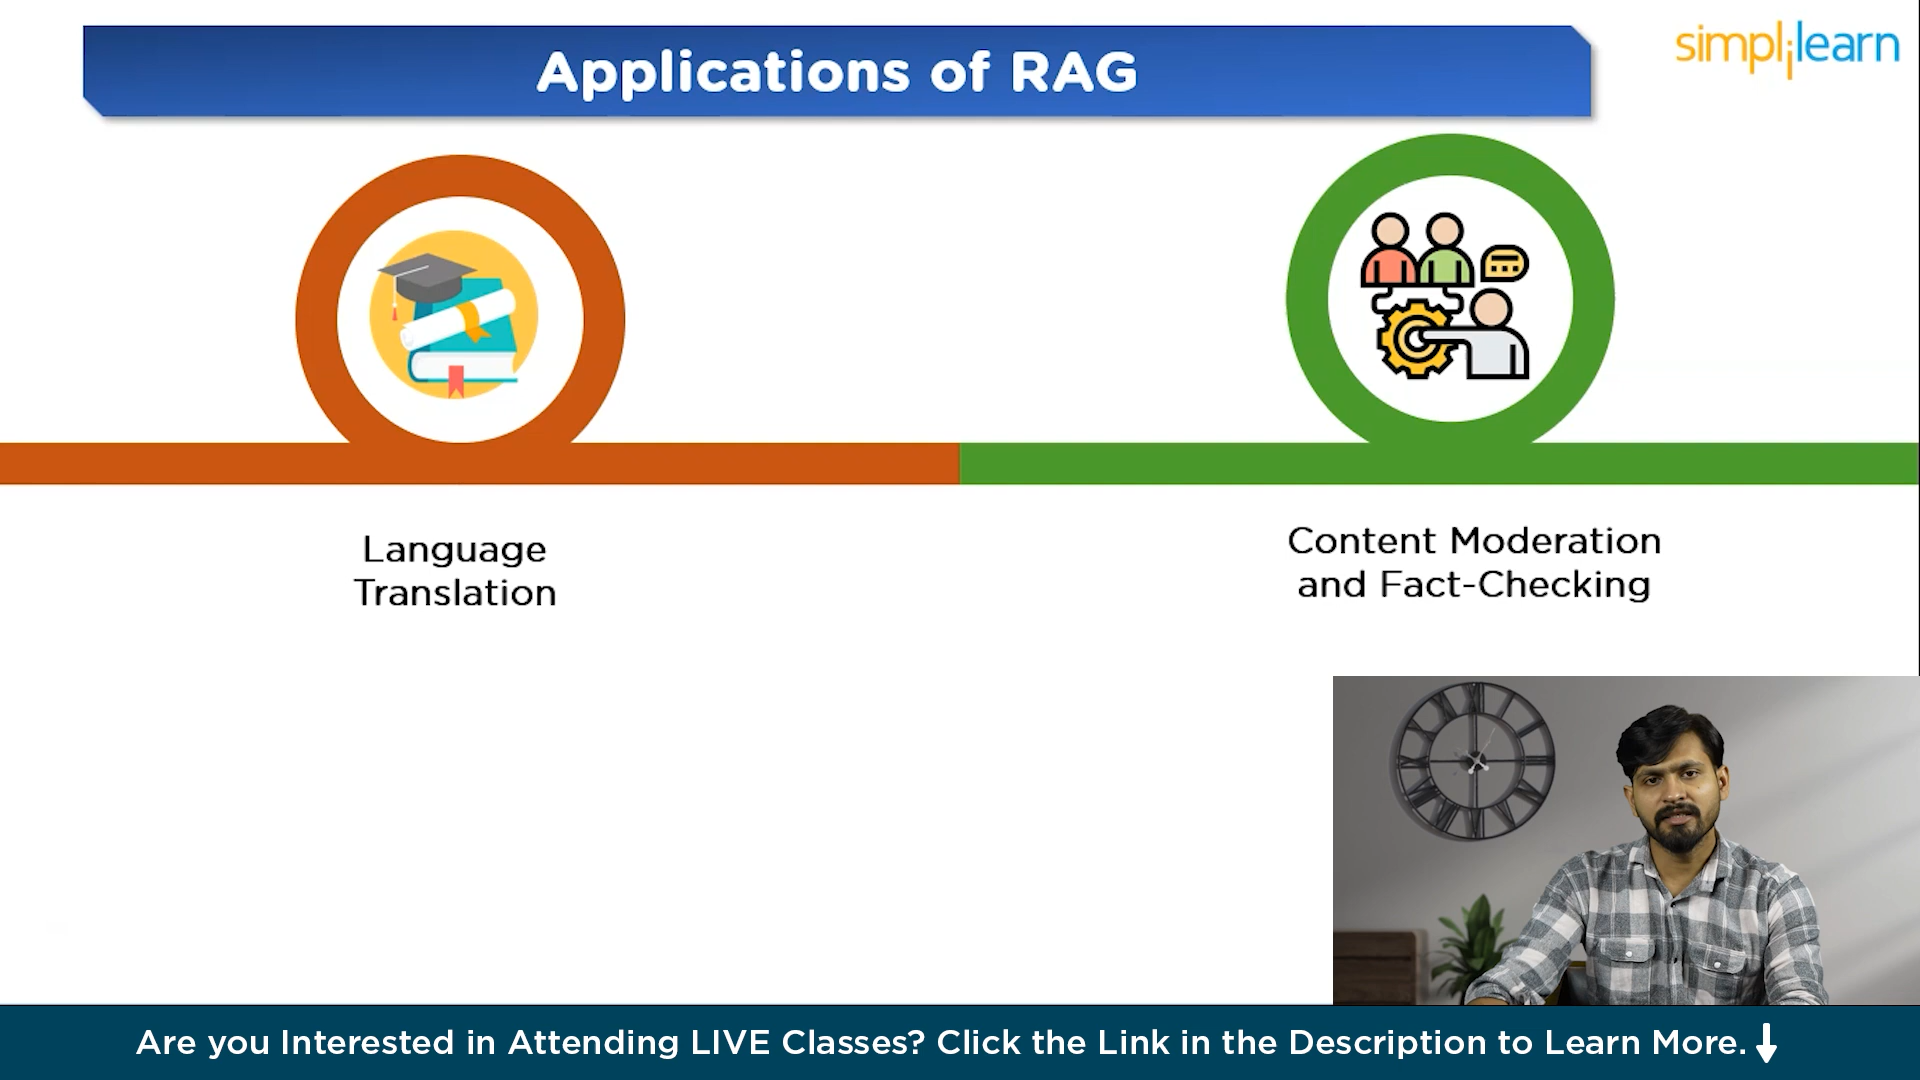 Applications of RAG
simplilearn
Language
Translation
Content Moderation
and Fact-Checking
Are you Interested in Attending LIVE Classes? Click the Link in the Description to Learn More.